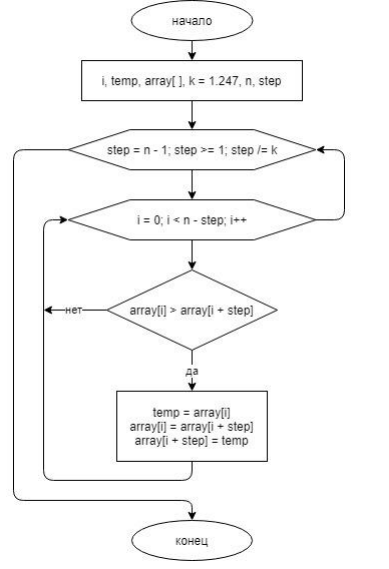 начало
i, temp, array[ ], k = 1.247, n, step
step = n - 1; step >= 1; step /= k
i = 0; i < n - step; i++
array[i] > array[i + step]
нет
да
temp = array[i]
array[i] = array[i + step]
array[i + step] = temp
конец